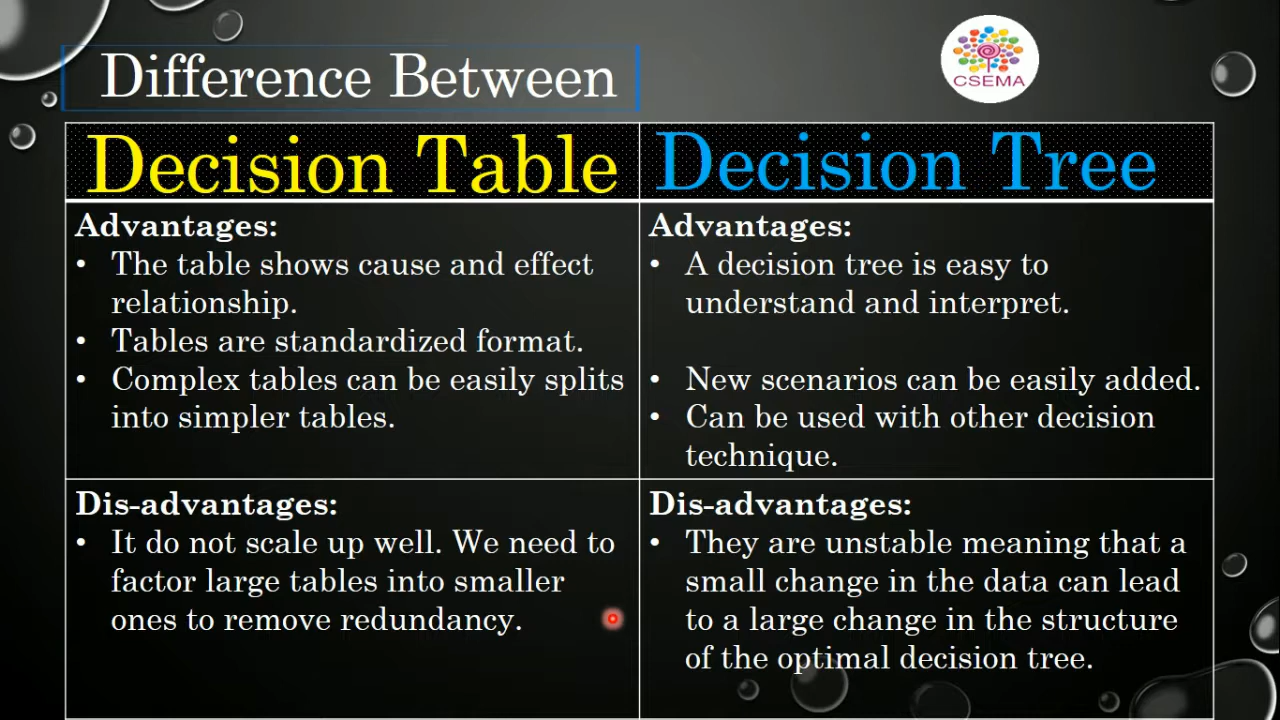 Difference Between
CSEMA
Decision Table
Decision Tree
Advantages:
• The table shows cause and effect
relationship.
• Tables are standardized format.
• Complex tables can be easily splits
into simpler tables.
Advantages:
• A decision tree is easy to
understand and interpret.
• New scenarios can be easily added.
• Can be used with other decision
technique.
Dis-advantages:
• It do not scale up well. We need to
factor large tables into smaller
ones to remove redundancy.
Dis-advantages:
• They are unstable meaning that a
small change in the data can lead
to a large change in the structure
of the optimal decision tree.